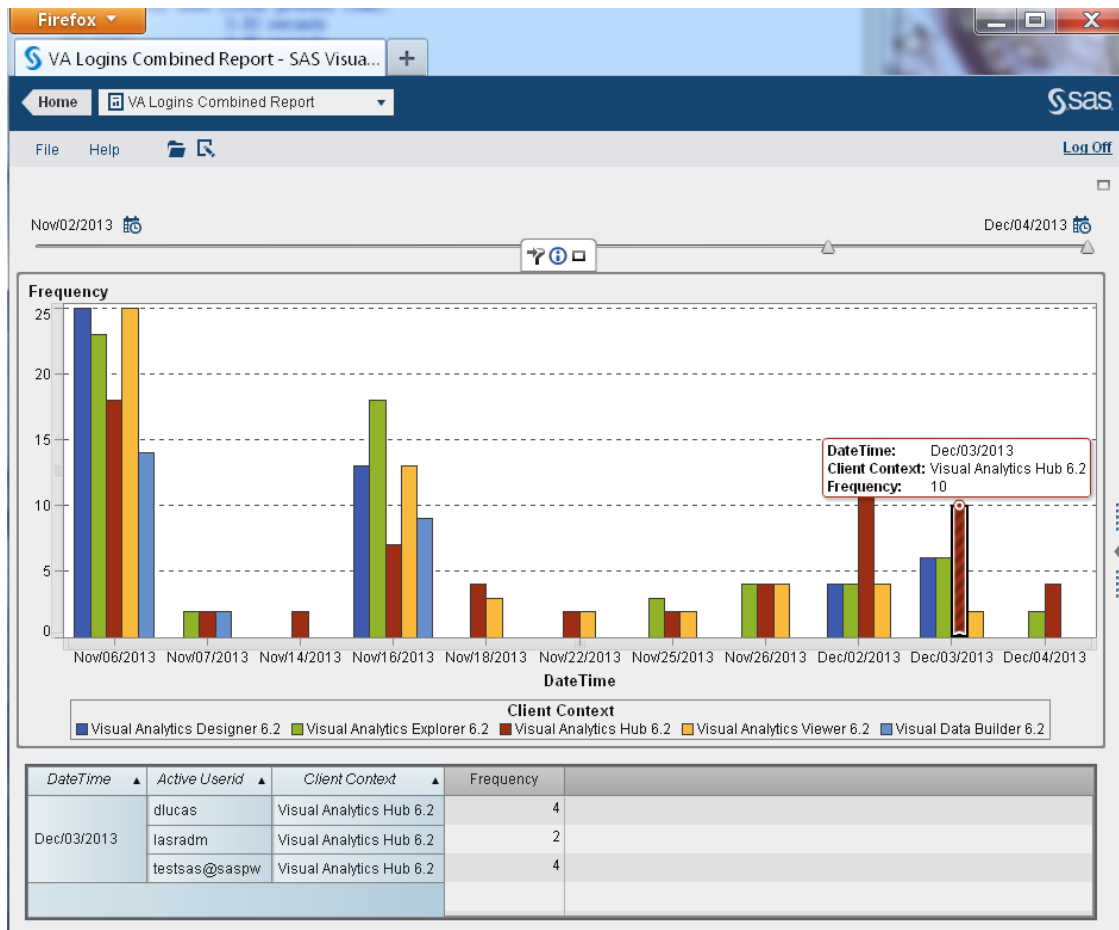 Firefox
VA Logins Combined Report - SAS Visua...
Home VA Logins Combined Report sas
File Help Log Off
Nov/02/2013 Dec/04/2013
Frequency
25
20
15
10
5
0
DateTime: Dec/03/2013
Client Context: Visual Analytics Hub 6.2
Frequency: 10
Nov/06/2013 Nov/07/2013 Nov/14/2013 Nov/16/2013 Nov/18/2013 Nov/22/2013 Nov/25/2013 Nov/26/2013 Dec/02/2013 Dec/03/2013 Dec/04/2013
DateTime
Client Context
Visual Analytics Designer 6.2 Visual Analytics Explorer 6.2 Visual Analytics Hub 6.2 Visual Analytics Viewer 6.2 Visual Data Builder 6.2
DateTime Active Userid Client Context Frequency
dlucas Visual Analytics Hub 6.2 4
Dec/03/2013 lasradm Visual Analytics Hub 6.2 2
testsas@saspw Visual Analytics Hub 6.2 4